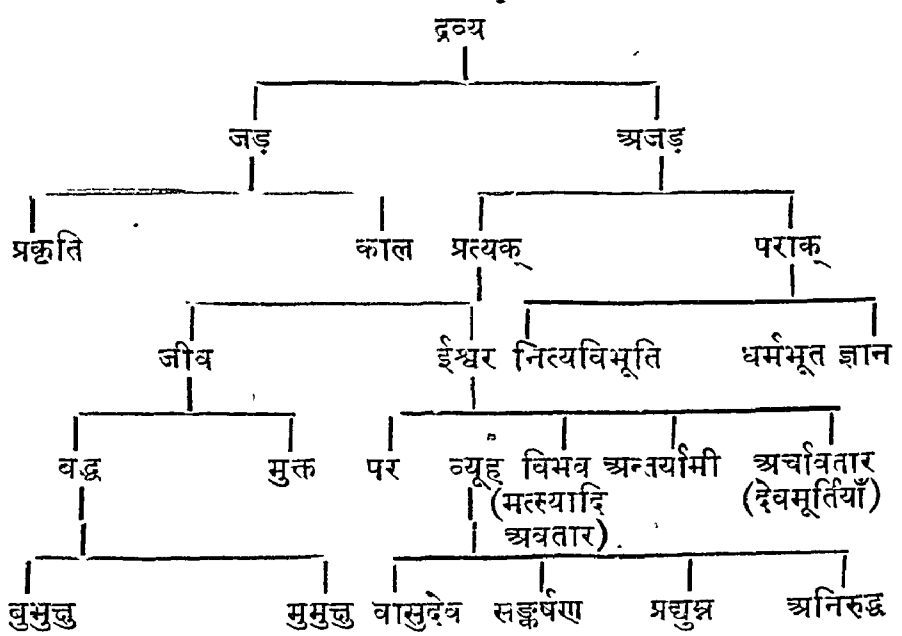 द्रव्य
जड़ अजड़
प्रकृति काल प्रत्यक् पराक्
जीव ईश्वर नित्यविभूति धर्मभूत ज्ञान
बद्ध मुक्त पर व्यूह विभव अन्तर्यामी अर्चावतार
(मत्स्यादि (देवमूर्तियाँ)
अवतार)
बुभुक्षु मुमुक्षु वासुदेव सङ्कर्षण प्रद्युम्न अनिरुद्ध